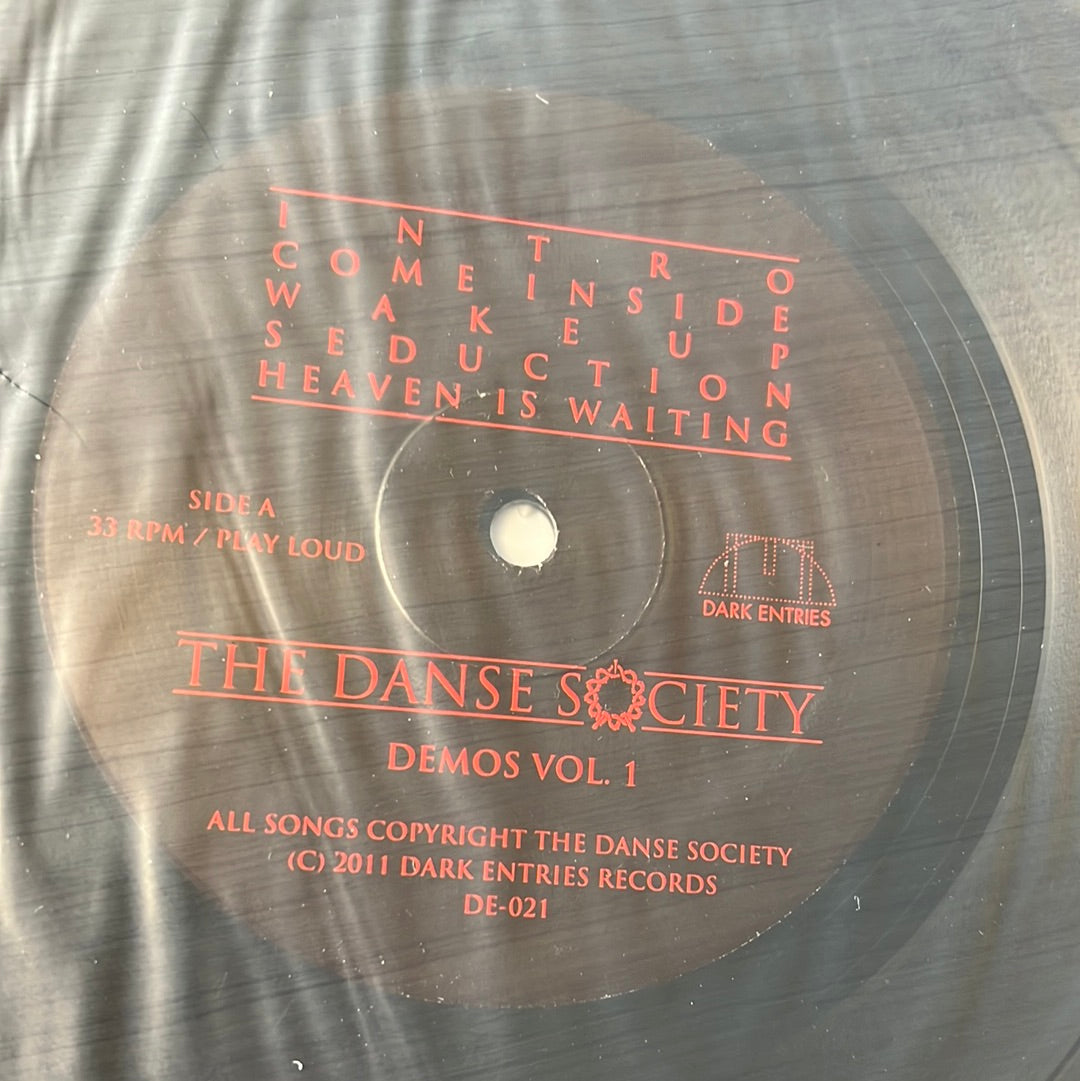 INTRO
COME INSIDE
WAKE UP
SEDUCTION
HEAVEN IS WAITING
SIDE A
33 RPM / PLAY LOUD
DARK ENTRIES
THE DANSE SOCIETY
DEMOS VOL. 1
ALL SONGS COPYRIGHT THE DANSE SOCIETY
(C) 2011 DARK ENTRIES RECORDS
DE-021